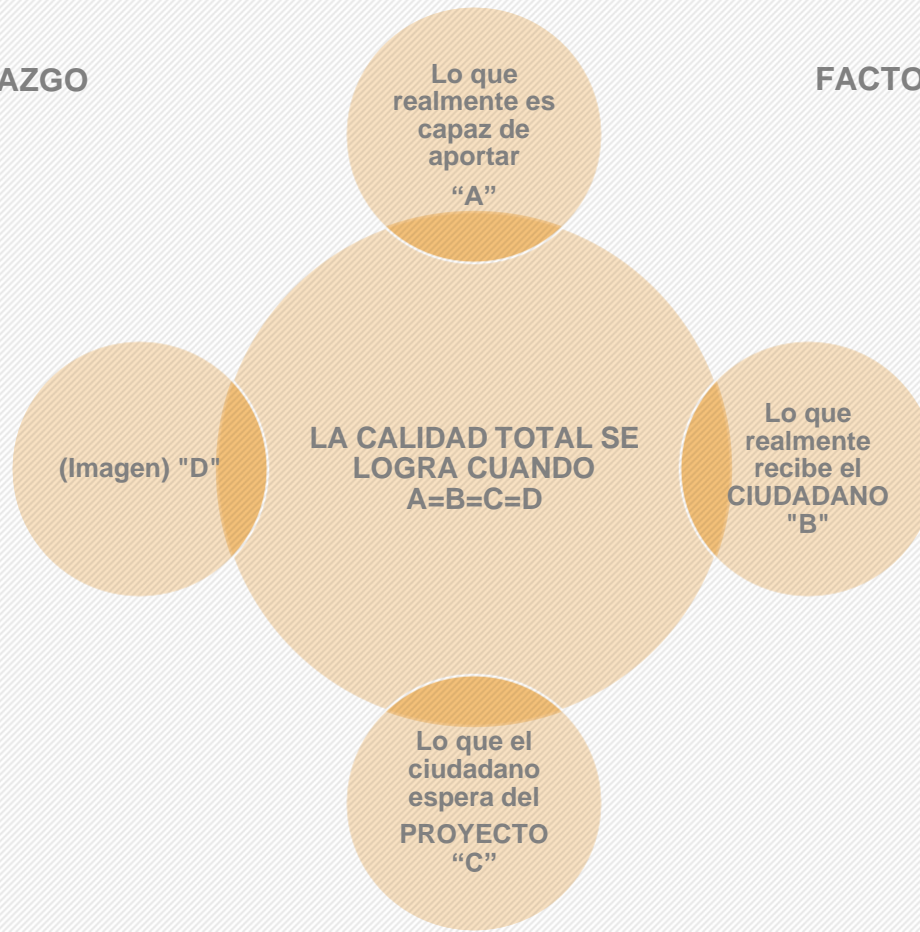 AZGO
FACTO
Lo que
realmente es
capaz de
aportar
“A”
(Imagen) "D"
LA CALIDAD TOTAL SE
LOGRA CUANDO
A=B=C=D
Lo que
realmente
recibe el
CIUDADANO
"B"
Lo que el
ciudadano
espera del
PROYECTO
“C”